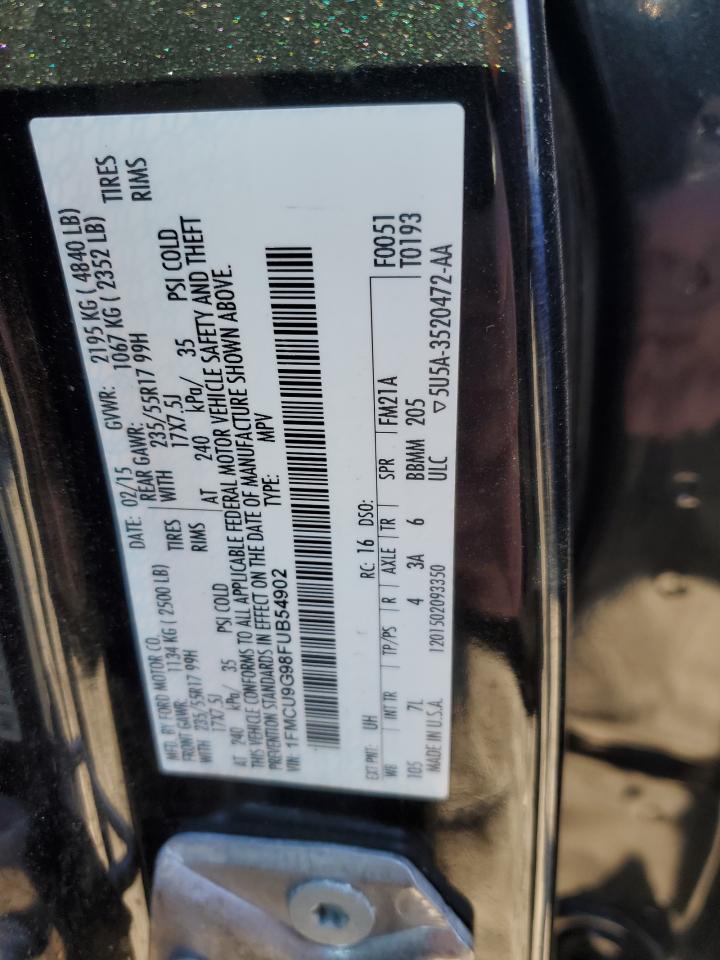 MFD. BY FORD MOTOR CO. DATE: 02/15 GVWR: 2195 KG ( 4840 LB)
FRONT GAWR: 1134 KG ( 2500 LB) REAR GAWR: 1067 KG ( 2352 LB)
WITH 235/55R17 99H TIRES WITH 235/55R17 99H TIRES
17X7.5J RIMS 17X7.5J RIMS
AT 240 kPa/ 35 PSI COLD AT 240 kPa/ 35 PSI COLD
THIS VEHICLE CONFORMS TO ALL APPLICABLE FEDERAL MOTOR VEHICLE SAFETY AND THEFT
PREVENTION STANDARDS IN EFFECT ON THE DATE OF MANUFACTURE SHOWN ABOVE.
VIN: 1FMCU9G98FUB54902 TYPE: MPV
EXT PNT: UH RC: 16 DSO: F0051
WB INT TR TP/PS R AXLE TR SPR FM21A T0193
105 7L 4 3A 6 BBMM 205
MADE IN U.S.A. 1201502093350 ULC ▽5U5A-3520472-AA